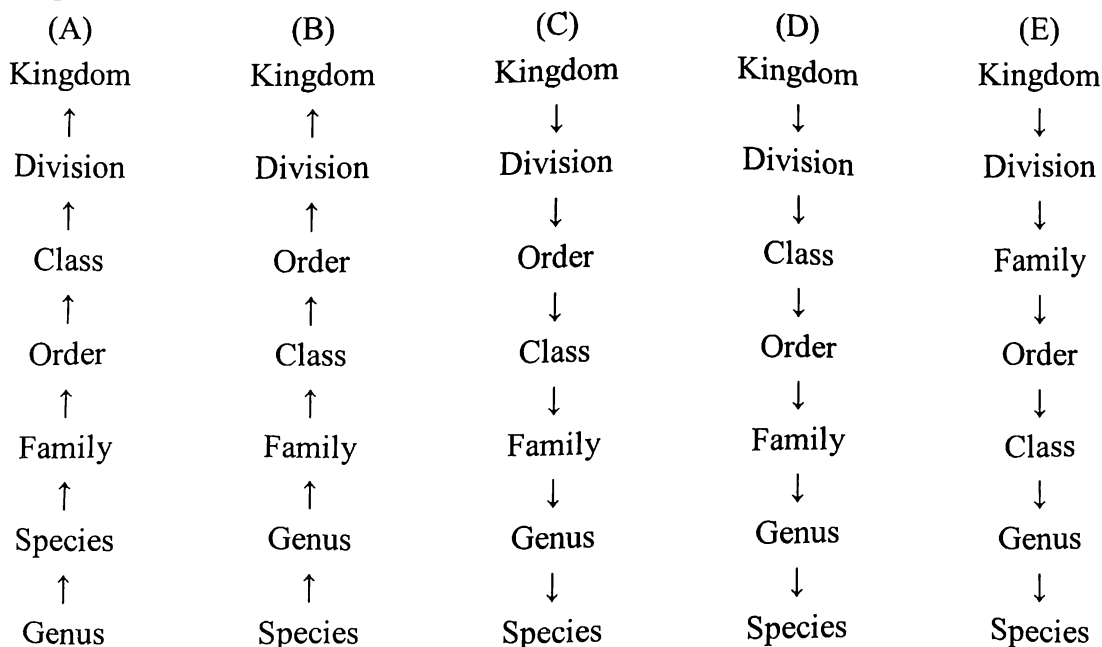 (A) (B) (C) (D) (E)
Kingdom Kingdom Kingdom Kingdom Kingdom
↑ ↑ ↓ ↓ ↓
Division Division Division Division Division
↑ ↑ ↓ ↓ ↓
Class Order Order Class Family
↑ ↑ ↓ ↓ ↓
Order Class Class Order Order
↑ ↑ ↓ ↓ ↓
Family Family Family Family Class
↑ ↑ ↓ ↓ ↓
Species Genus Genus Genus Genus
↑ ↑ ↓ ↓ ↓
Genus Species Species Species Species